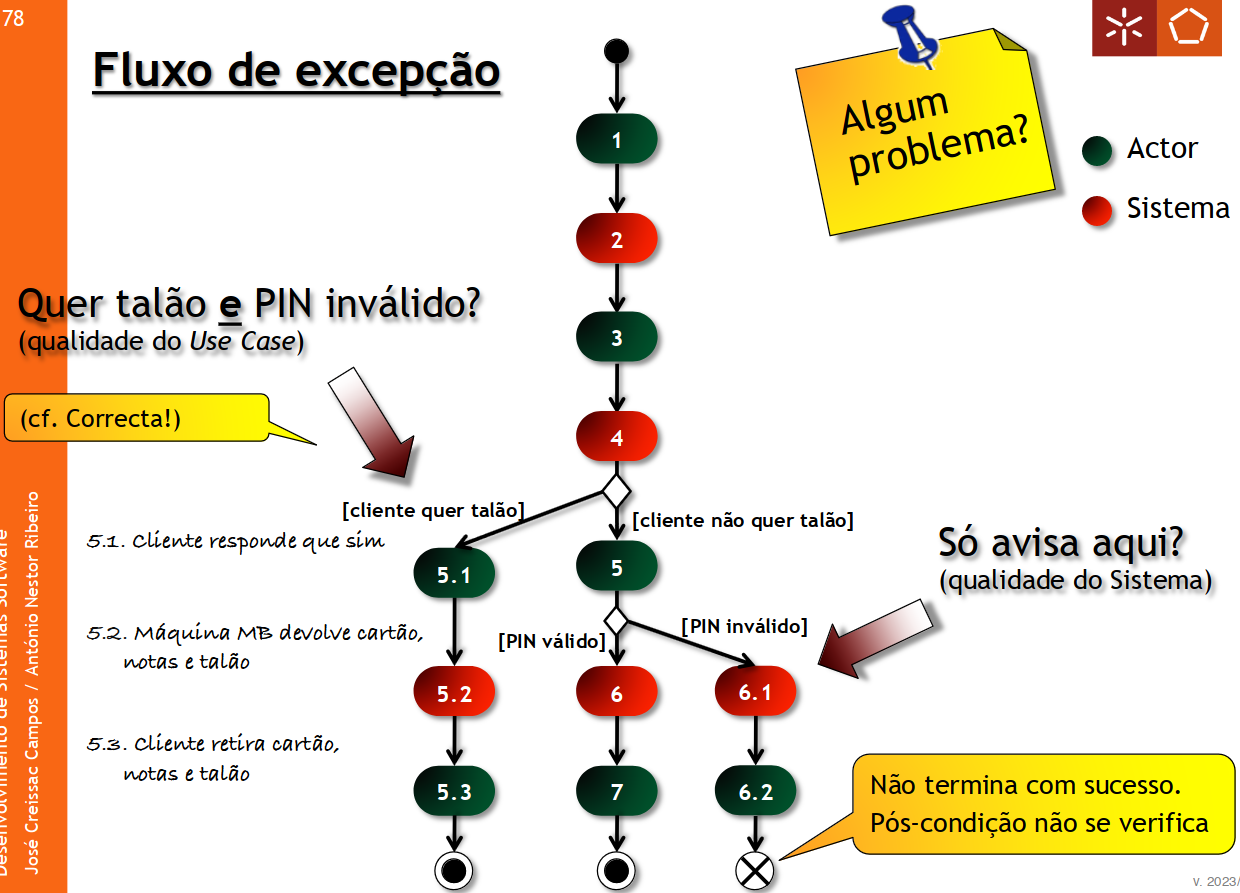 78
Fluxo de excepção
Algum
problema?
Actor
Sistema
1
2
3
4
Quer talão e PIN inválido?
(qualidade do Use Case)
(cf. Correcta!)
[cliente quer talão]
[cliente não quer talão]
5.1. Cliente responde que sim
5.1
5
Só avisa aqui?
(qualidade do Sistema)
5.2. Máquina MB devolve cartão,
notas e talão
[PIN válido]
[PIN inválido]
5.2
6
6.1
5.3. Cliente retira cartão,
notas e talão
5.3
7
6.2
Não termina com sucesso.
Pós-condição não se verifica
Desenvolvimento de Sistemas Software
José Creissac Campos / António Nestor Ribeiro
v. 2023/